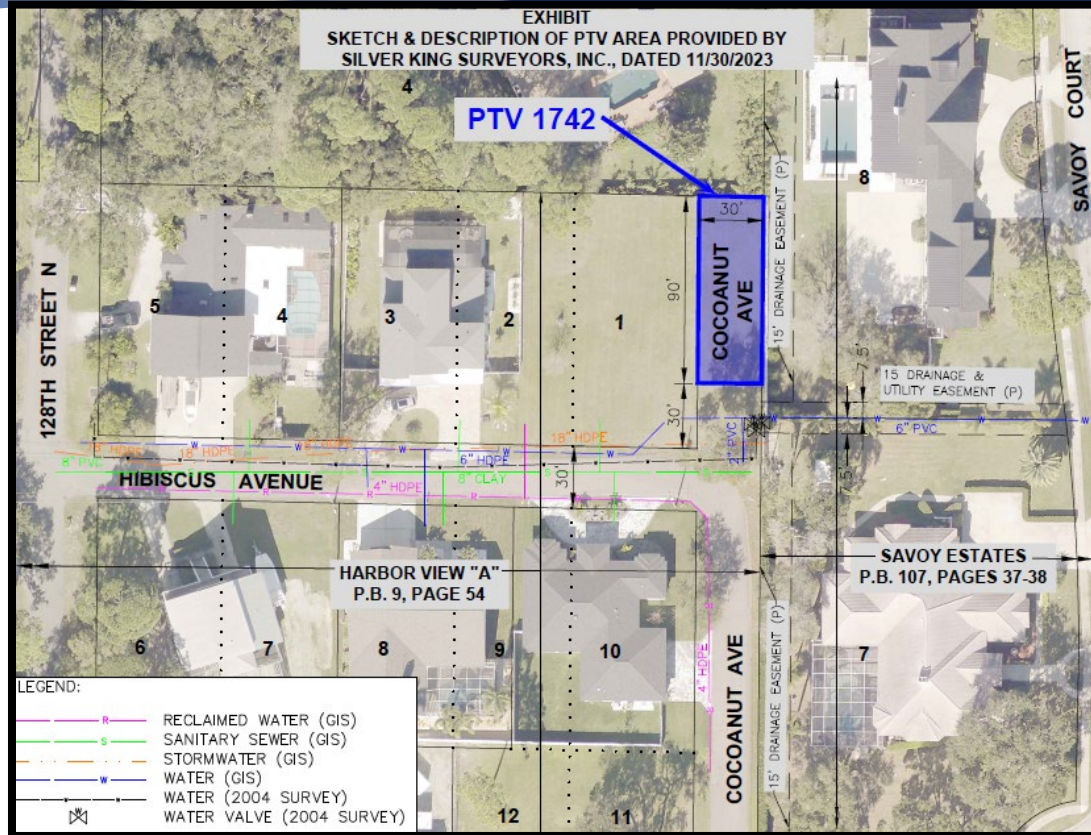 EXHIBIT
SKETCH & DESCRIPTION OF PTV AREA PROVIDED BY
SILVER KING SURVEYORS, INC., DATED 11/30/2023
4
PTV 1742
SAVOY COURT
8
30'
90'
COCOANUT
AVE
15' DRAINAGE EASEMENT (P)
128TH STREET N
5
4
3
2
1
15 DRAINAGE &
UTILITY EASEMENT (P)
7.5'
6" PVC
7.5'
30'
2" PVC
18" HDPE
8" PVC
18" HDPE
6" HDPE
8" CLAY
30'
HIBISCUS AVENUE
4" HDPE
HARBOR VIEW "A"
P.B. 9, PAGE 54
SAVOY ESTATES
P.B. 107, PAGES 37-38
6
7
8
9
10
7
4" HDPE
COCOANUT AVE
15' DRAINAGE EASEMENT (P)
12
11
LEGEND:
R RECLAIMED WATER (GIS)
S SANITARY SEWER (GIS)
STORMWATER (GIS)
W WATER (GIS)
WATER (2004 SURVEY)
W WATER VALVE (2004 SURVEY)